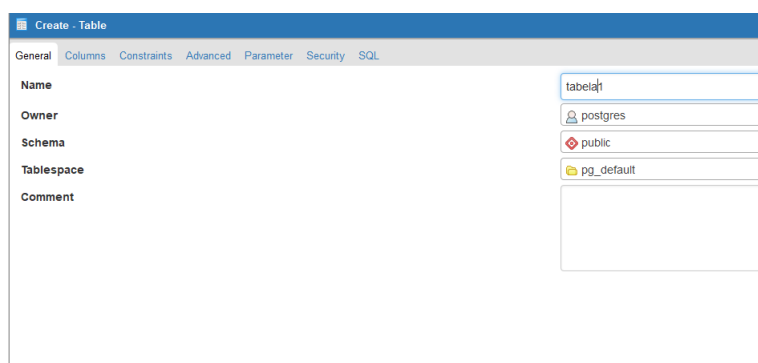 Create - Table
General Columns Constraints Advanced Parameter Security SQL
Name tabela1
Owner postgres
Schema public
Tablespace pg_default
Comment